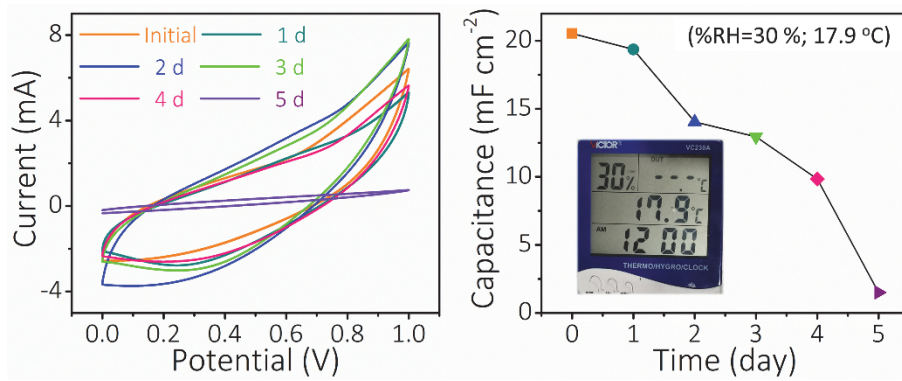 Initial
1 d
2 d
3 d
4 d
5 d
8
4
0
-4
Current (mA)
0.0 0.2 0.4 0.6 0.8 1.0
Potential (V)
(%RH=30 %; 17.9 °C)
20
15
10
5
0
Capacitance (mF cm-2)
VICTOR
VC230A
OUT
30% --.-°C
17.9°C
AM 12 00
THERMO/HYGRO/CLOCK
0 1 2 3 4 5
Time (day)